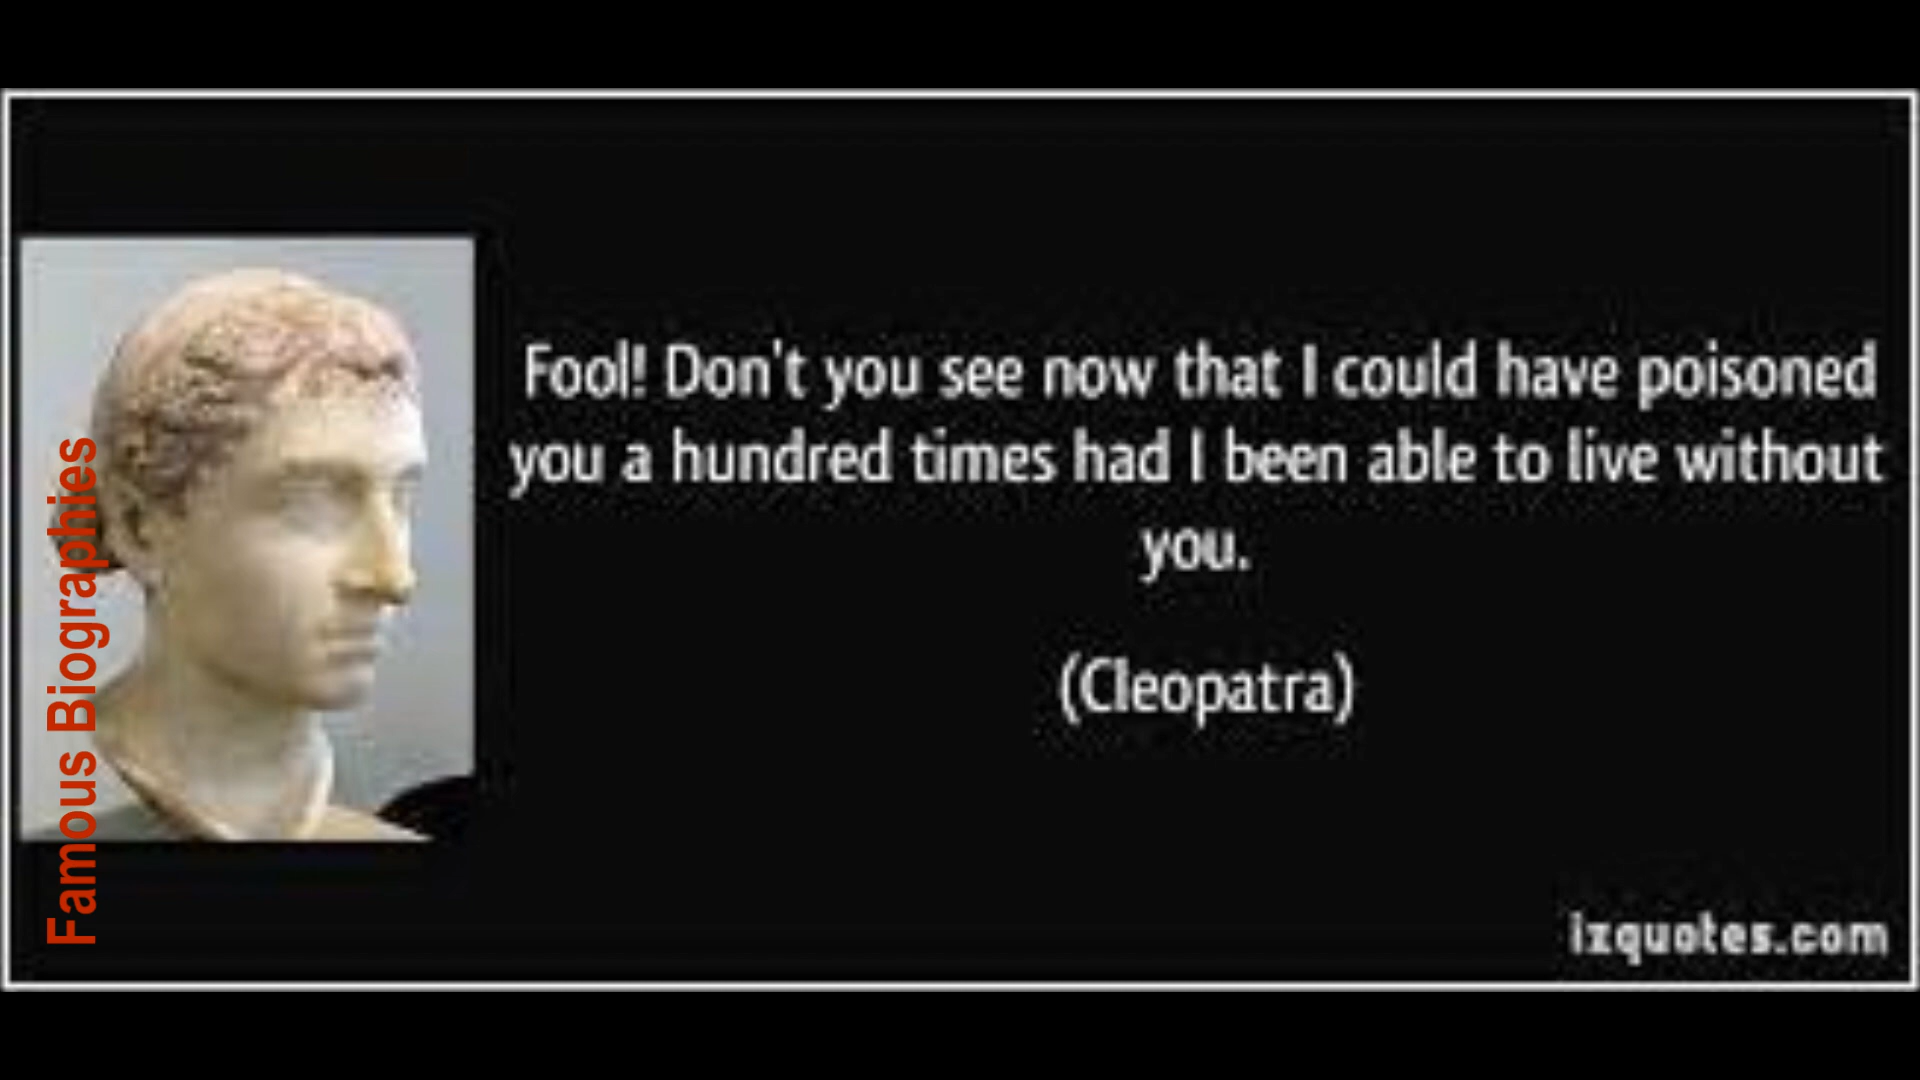 Fool! Don't you see now that I could have poisoned
you a hundred times had I been able to live without
you.
(Cleopatra)
izquotes.com
Famous Biographies